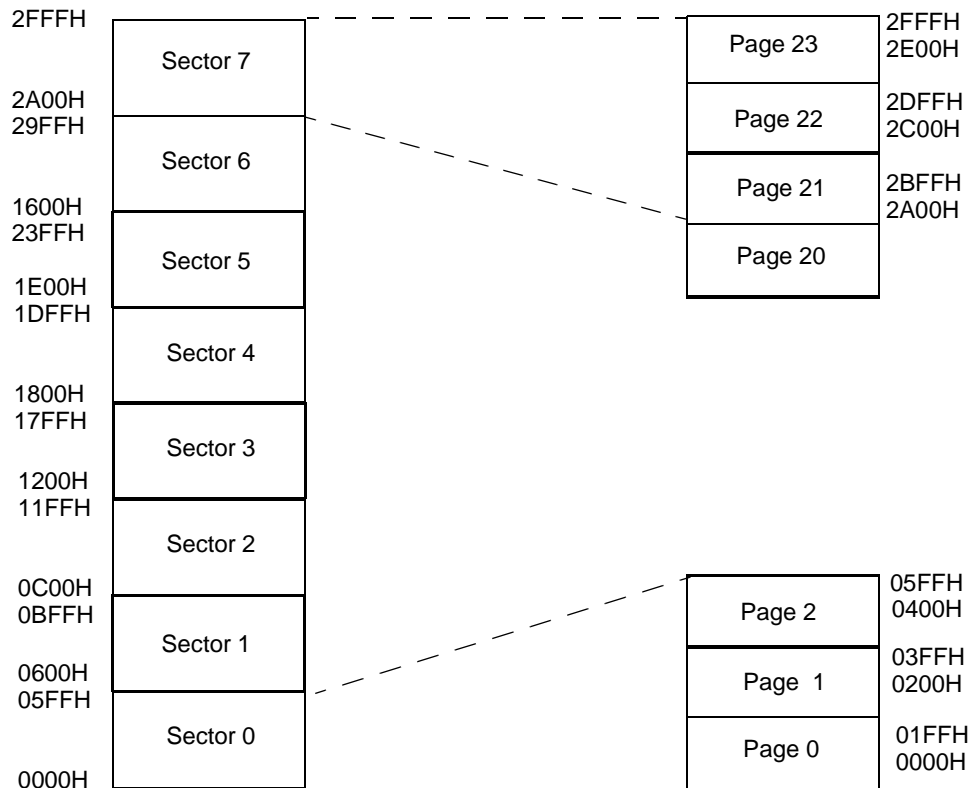 2FFFH
Sector 7
2A00H
29FFH
Sector 6
1600H
23FFH
Sector 5
1E00H
1DFFH
Sector 4
1800H
17FFH
Sector 3
1200H
11FFH
Sector 2
0C00H
0BFFH
Sector 1
0600H
05FFH
Sector 0
0000H
Page 23
2FFFH
2E00H
Page 22
2DFFH
2C00H
Page 21
2BFFH
2A00H
Page 20
Page 2
05FFH
0400H
Page 1
03FFH
0200H
Page 0
01FFH
0000H